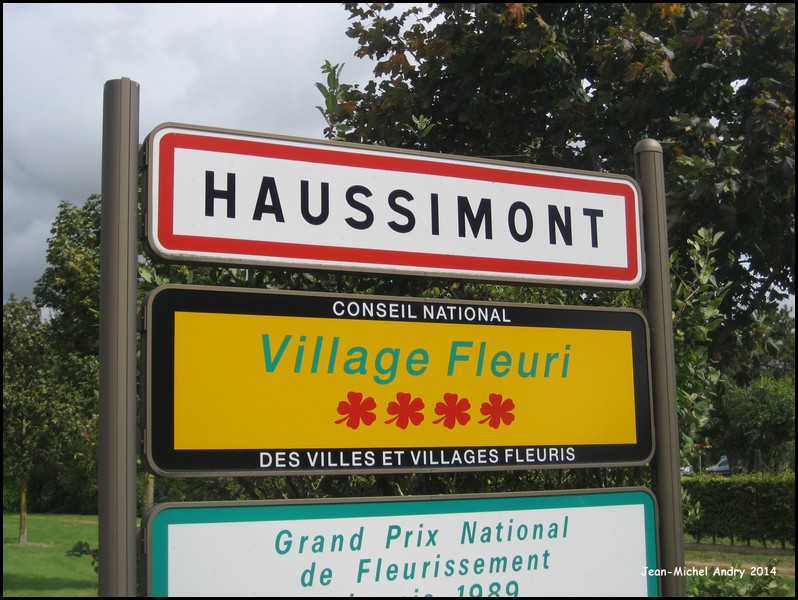 HAUSSIMONT
CONSEIL NATIONAL
Village Fleuri
DES VILLES ET VILLAGES FLEURIS
Grand Prix National
de Fleurissement
1989
Jean-Michel Andry 2014